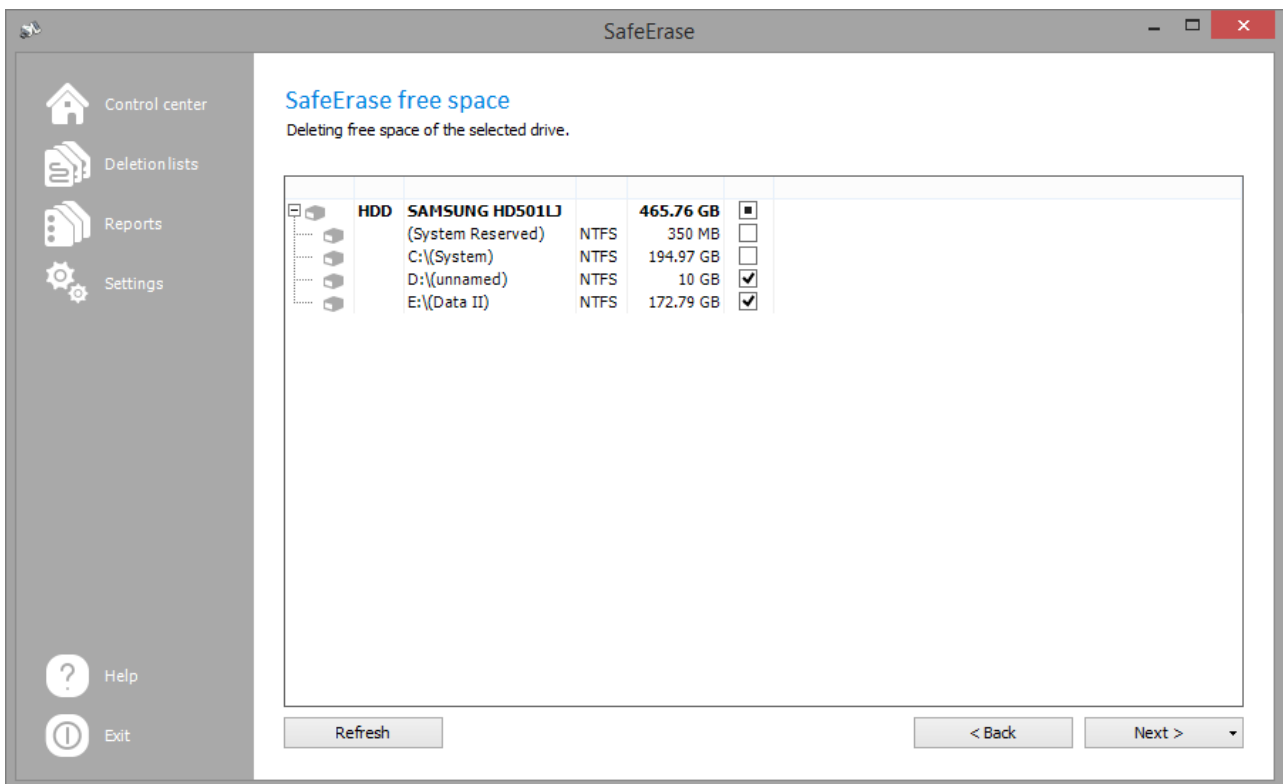 SafeErase
Control center
Deletion lists
Reports
Settings
Help
Exit
SafeErase free space
Deleting free space of the selected drive.
HDD SAMSUNG HD501LJ 465.76 GB
(System Reserved) NTFS 350 MB
C:\(System) NTFS 194.97 GB
D:\(unnamed) NTFS 10 GB
E:\(Data II) NTFS 172.79 GB
Refresh < Back Next >